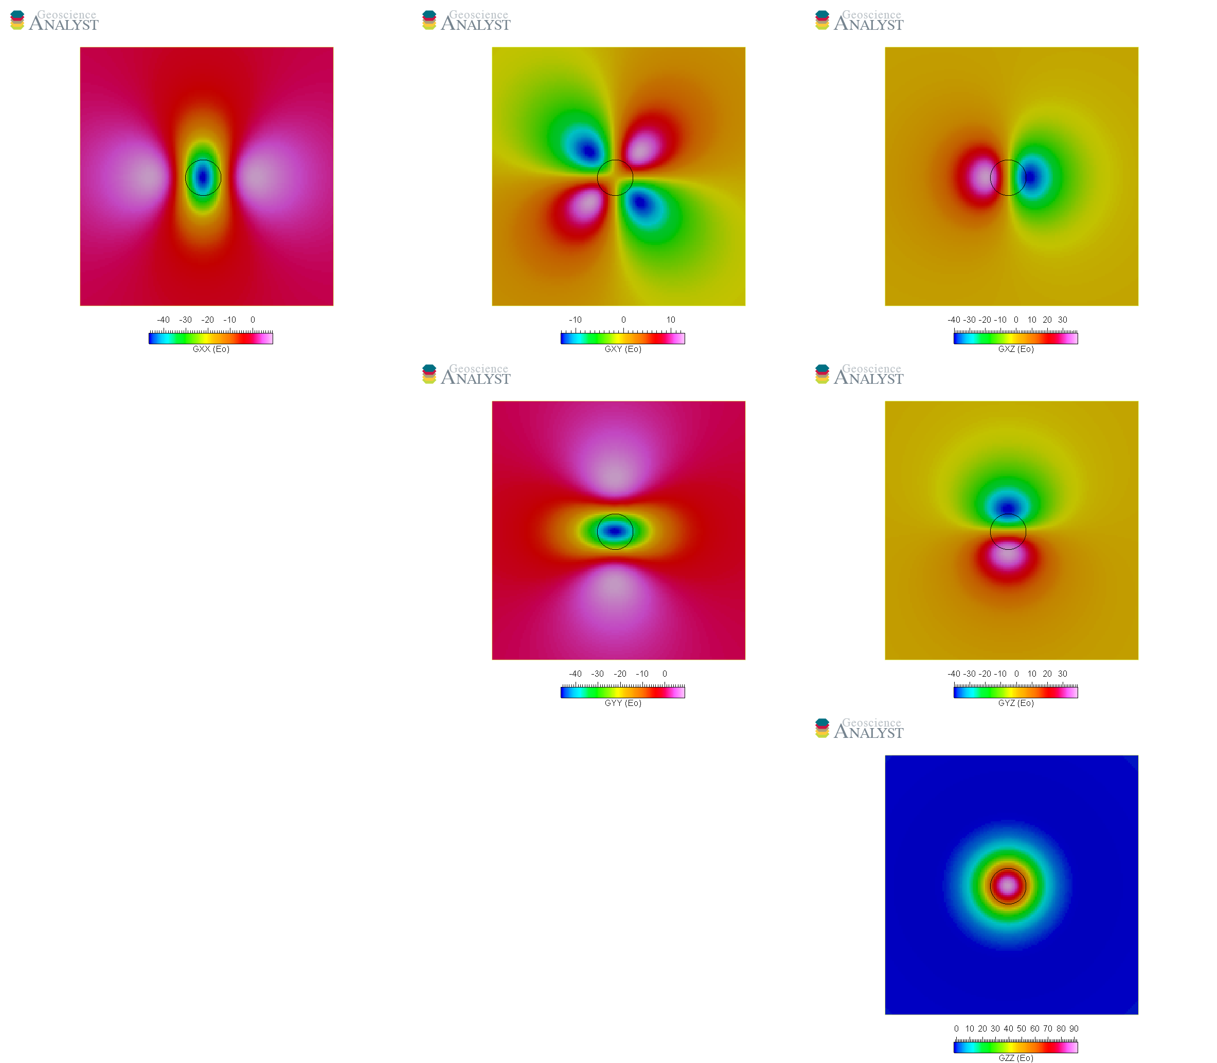 Geoscience
ANALYST
Geoscience
ANALYST
Geoscience
ANALYST
-40 -30 -20 -10 0
GXX (Eo)
-10 0 10
GXY (Eo)
-40 -30 -20 -10 0 10 20 30
GXZ (Eo)
Geoscience
ANALYST
Geoscience
ANALYST
-40 -30 -20 -10 0
GYY (Eo)
-40 -30 -20 -10 0 10 20 30
GYZ (Eo)
Geoscience
ANALYST
0 10 20 30 40 50 60 70 80 90
GZZ (Eo)